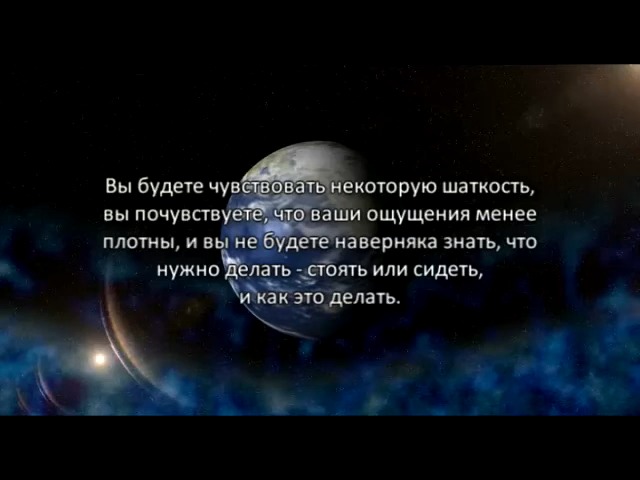 Вы будете чувствовать некоторую шаткость,
вы почувствуете, что ваши ощущения менее
плотны, и вы не будете наверняка знать, что
нужно делать - стоять или сидеть,
и как это делать.